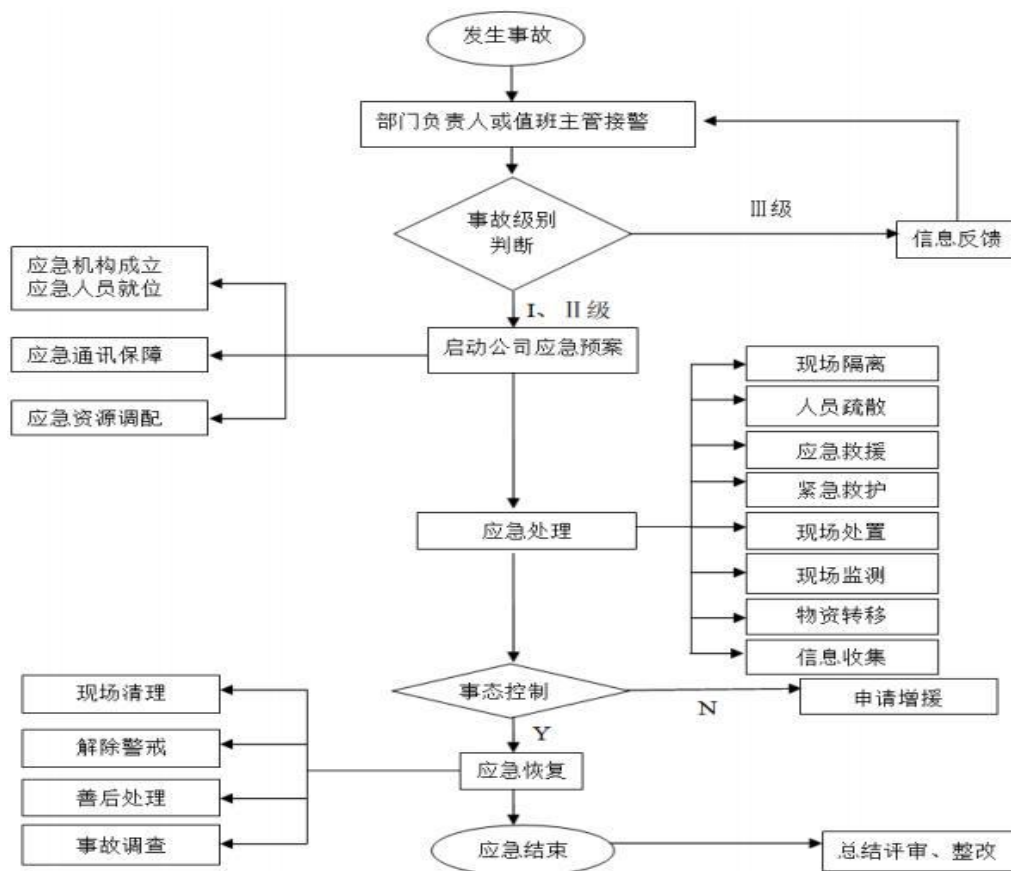 发生事故
部门负责人或值班主管接警
事故级别
判断
Ⅲ级
信息反馈
应急机构成立
应急人员就位
I、Ⅱ级
应急通讯保障
启动公司应急预案
应急资源调配
现场隔离
人员疏散
应急救援
紧急救护
应急处理
现场处置
现场监测
物资转移
信息收集
现场清理
事态控制
N
申请增援
Y
解除警戒
应急恢复
善后处理
事故调查
应急结束
总结评审、整改